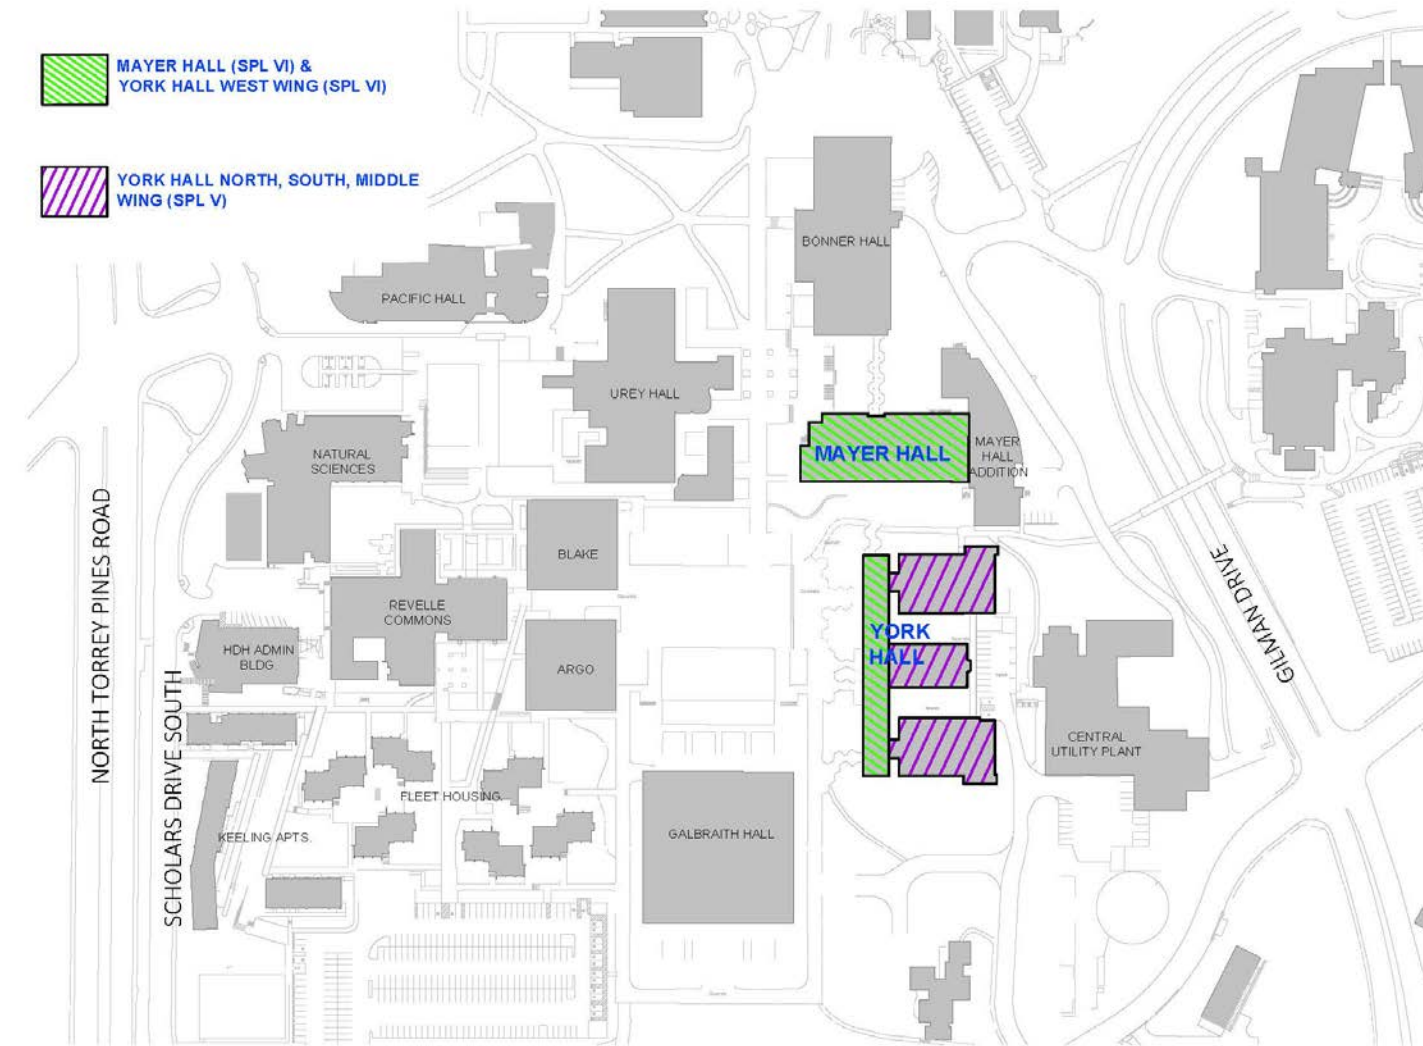 MAYER HALL (SPL VI) &
YORK HALL WEST WING (SPL VI)
YORK HALL NORTH, SOUTH, MIDDLE
WING (SPL V)
BONNER HALL
PACIFIC HALL
UREY HALL
MAYER HALL
MAYER
HALL
ADDITION
NATURAL
SCIENCES
NORTH TORREY PINES ROAD
BLAKE
GILMAN DRIVE
REVELLE
COMMONS
YORK
HALL
HDH ADMIN
BLDG.
ARGO
SCHOLARS DRIVE SOUTH
CENTRAL
UTILITY PLANT
FLEET HOUSING
KEELING APTS.
GALBRAITH HALL